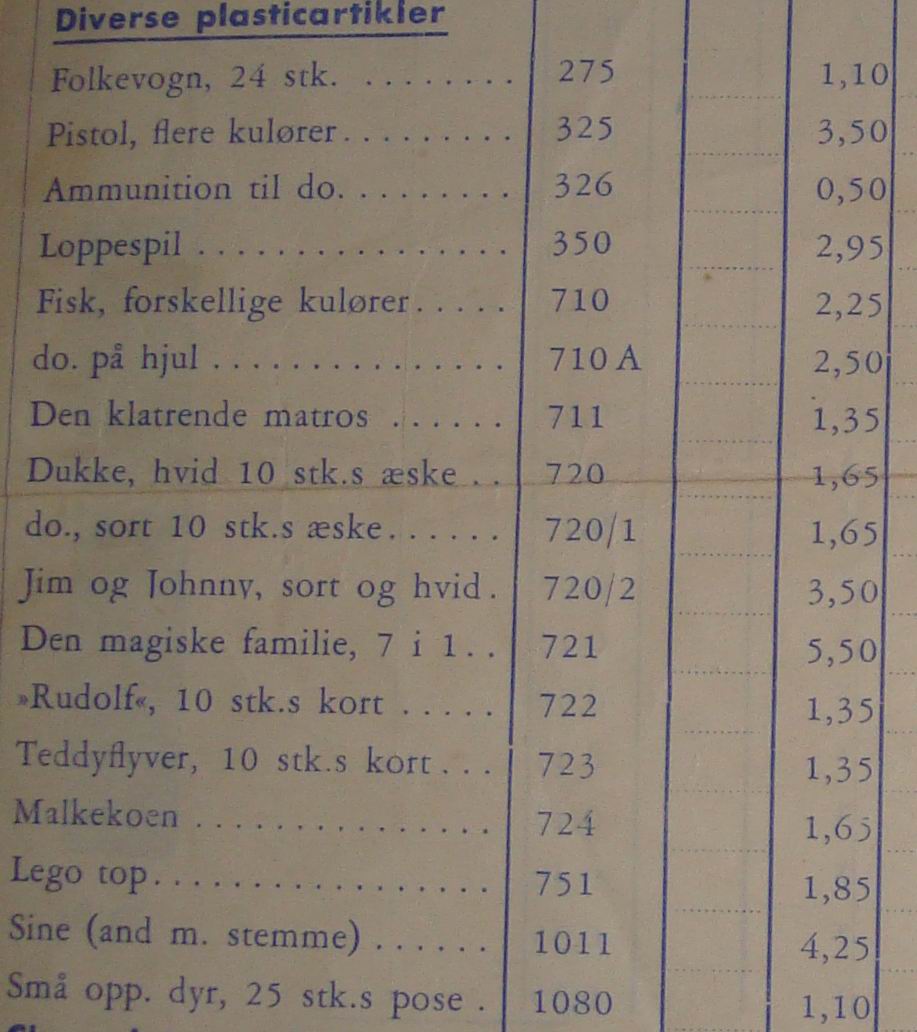 Diverse plasticartikler
Folkevogn, 24 stk. ........ 275 1,10
Pistol, flere kulører......... 325 3,50
Ammunition til do. ........ 326 0,50
Loppespil ................ 350 2,95
Fisk, forskellige kulører..... 710 2,25
do. på hjul ............... 710 A 2,50
Den klatrende matros ...... 711 1,35
Dukke, hvid 10 stk.s æske .. 720 1,65
do., sort 10 stk.s æske...... 720/1 1,65
Jim og Johnny, sort og hvid. 720/2 3,50
Den magiske familie, 7 i 1.. 721 5,50
»Rudolf«, 10 stk.s kort ..... 722 1,35
Teddyflyver, 10 stk.s kort ... 723 1,35
Malkekoen ............... 724 1,65
Lego top................. 751 1,85
Sine (and m. stemme) ...... 1011 4,25
Små opp. dyr, 25 stk.s pose . 1080 1,10